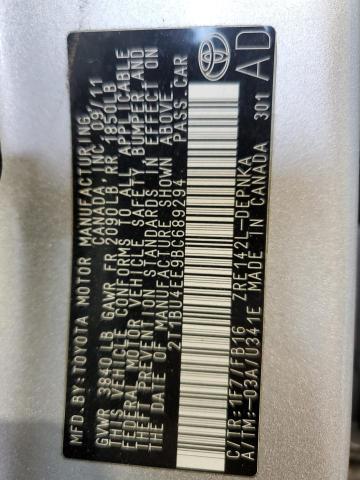 MFD.BY:TOYOTA MOTOR MANUFACTURING
CANADA, INC. 09/11
GVWR 3840 LB GAWR FR 2090 LB RR 1850LB
THIS VEHICLE CONFORMS TO ALL APPLICABLE
FEDERAL MOTOR VEHICLE SAFETY, BUMPER, AND
THEFT PREVENTION STANDARDS IN EFFECT ON
THE DATE OF MANUFACTURE SHOWN ABOVE.
2T1BU4EE9BC689294 PASS.CAR
C/TR:1F7/FB16 ZRE142L-DEPNKA
A/TM:-03A/U341E MADE IN CANADA 301
AD